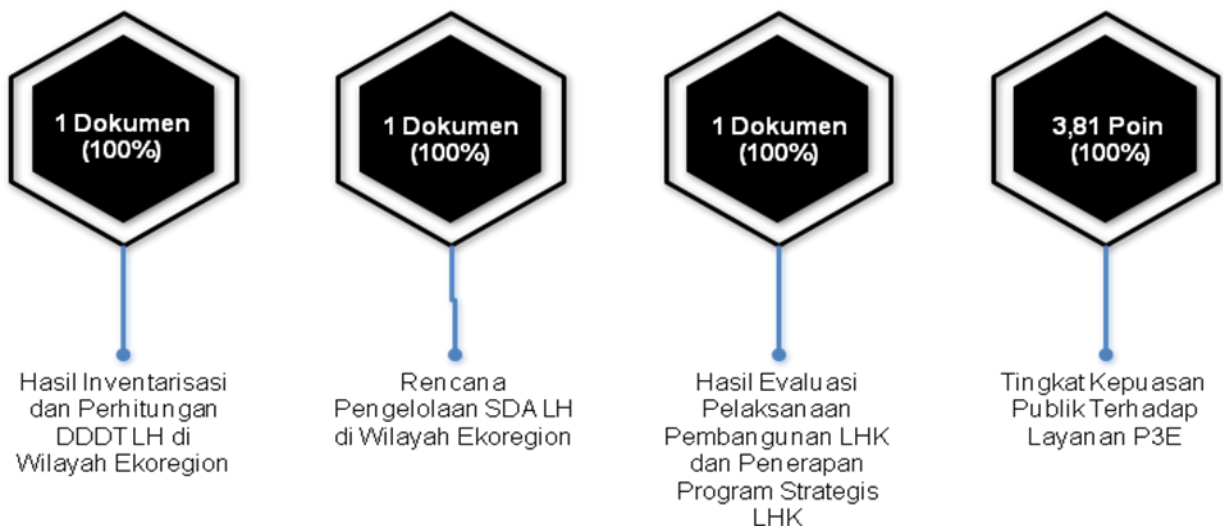 1 Dokumen
(100%)
1 Dokumen
(100%)
1 Dokumen
(100%)
3,81 Poin
(100%)
Hasil Inventarisasi
dan Perhitungan
DDDT LH di
Wilayah Ekoregion
Rencana
Pengelolaan SDA LH
di Wilayah Ekoregion
Hasil Evaluasi
Pelaksanaan
Pembangunan LHK
dan Penerapan
Program Strategis
LHK
Tingkat Kepuasan
Publik Terhadap
Layanan P3E